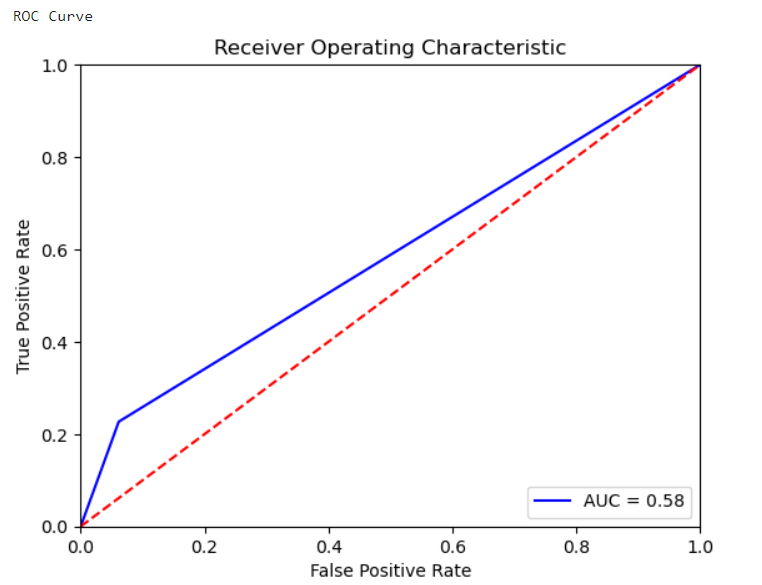 ROC Curve
Receiver Operating Characteristic
1.0
0.8
0.6
0.4
0.2
0.0
True Positive Rate
AUC = 0.58
0.0 0.2 0.4 0.6 0.8 1.0
False Positive Rate